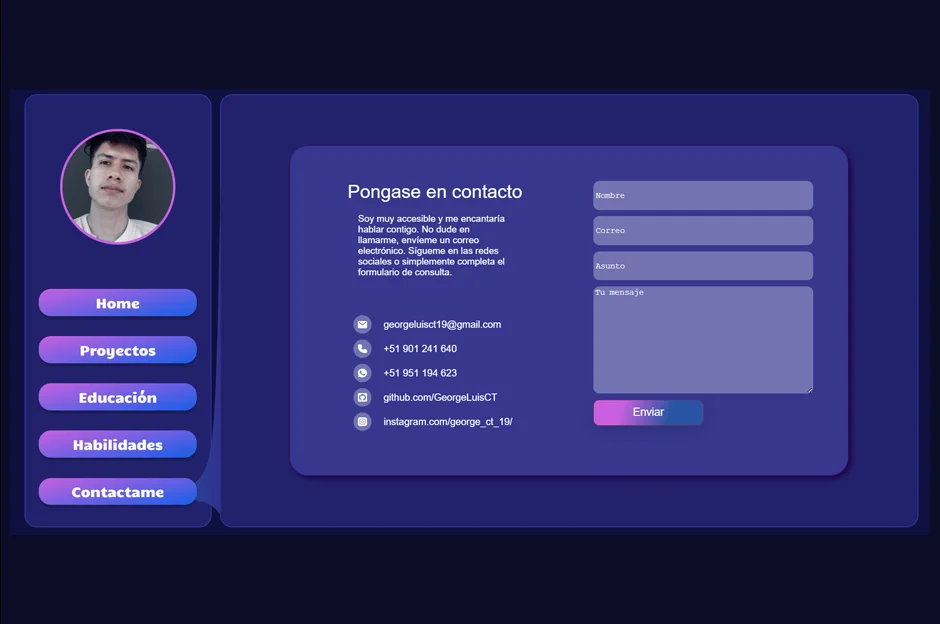 Home
Proyectos
Educación
Habilidades
Contactame
Pongase en contacto
Soy muy accesible y me encantaría
hablar contigo. No dude en
llamarme, envíeme un correo
electrónico. Sígueme en las redes
sociales o simplemente completa el
formulario de consulta.
georgeluisct19@gmail.com
+51 901 241 640
+51 951 194 623
github.com/GeorgeLuisCT
instagram.com/george_ct_19/
Nombre
Correo
Asunto
Tu mensaje
Enviar